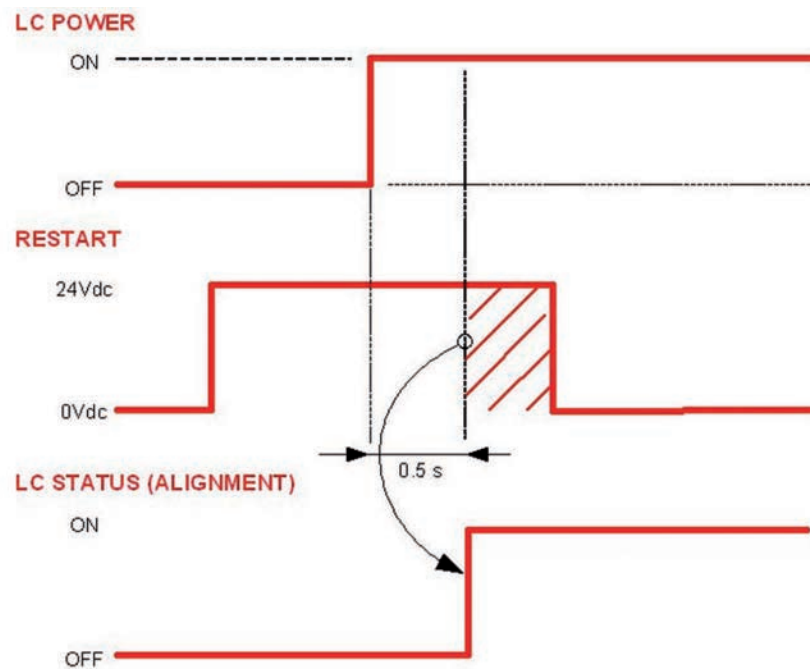 LC POWER
ON
OFF
RESTART
24Vdc
0Vdc
0.5 s
LC STATUS (ALIGNMENT)
ON
OFF